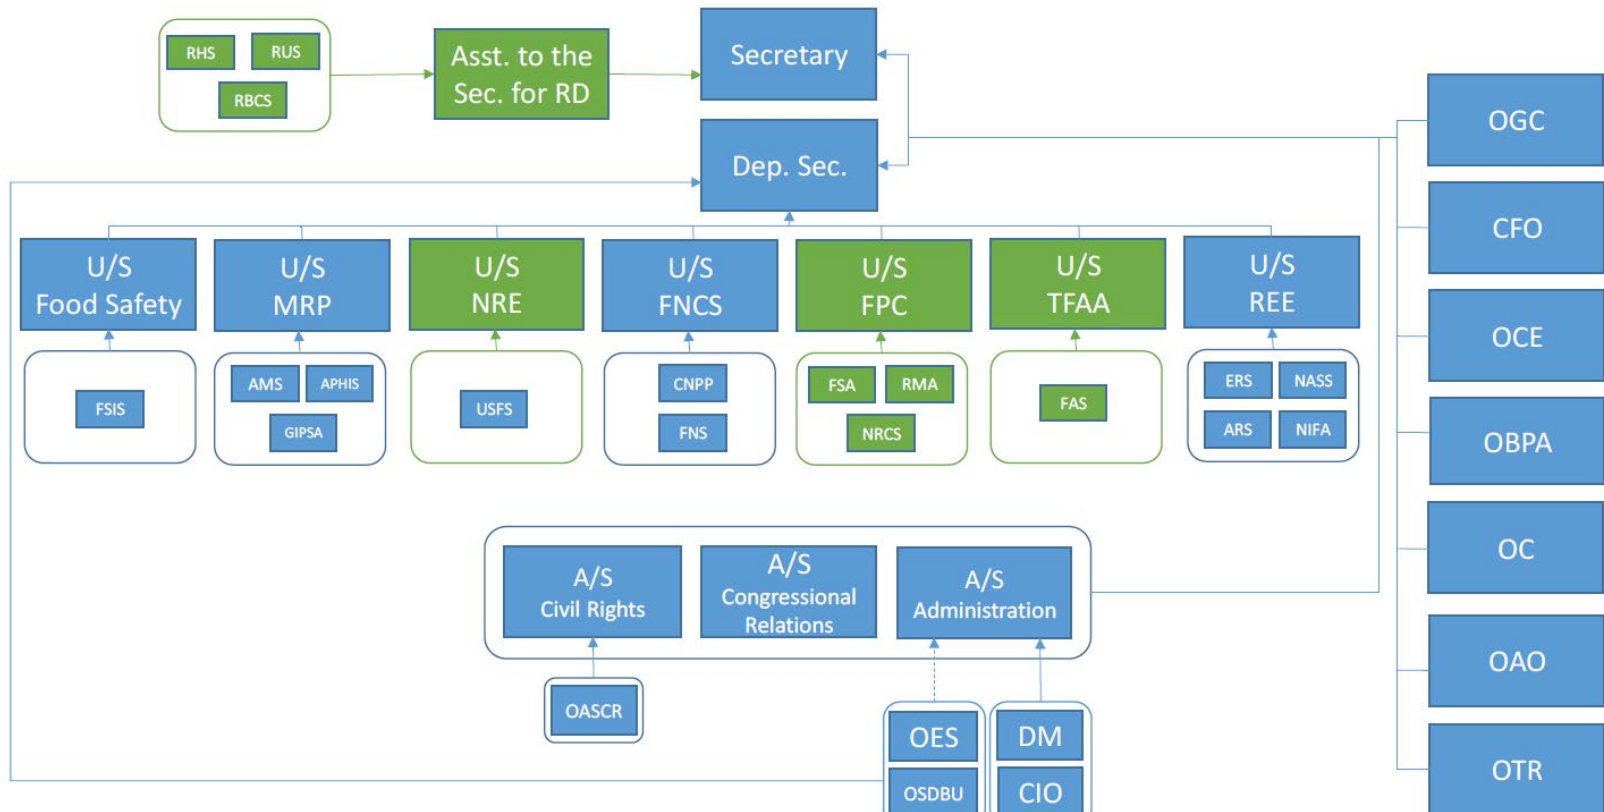 RHS
RUS
RBCS
Asst. to the
Sec. for RD
Secretary
Dep. Sec.
U/S
Food Safety
U/S
MRP
U/S
NRE
U/S
FNCS
U/S
FPC
U/S
TFAA
U/S
REE
FSIS
AMS
APHIS
GIPSA
USFS
CNPP
FNS
FSA
RMA
NRCS
FAS
ERS
NASS
ARS
NIFA
A/S
Civil Rights
A/S
Congressional
Relations
A/S
Administration
OASCR
OES
OSDBU
DM
CIO
OGC
CFO
OCE
OBPA
OC
OAO
OTR